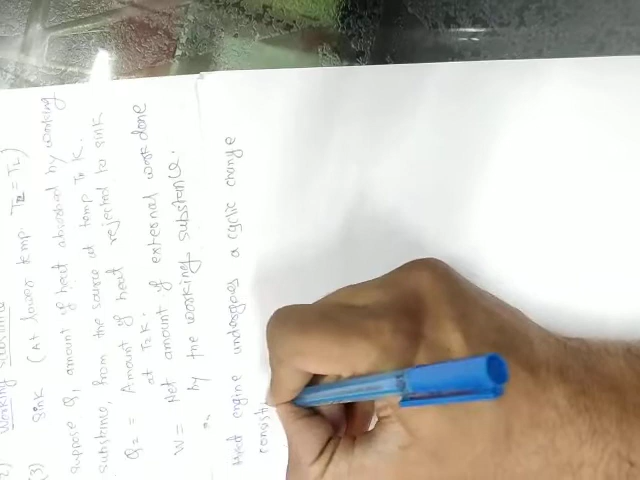 2) Working substance
(3) Sink (at lower temp. T2 = TL)
suppose Q1 amount of heat absorbed by working
substance, from the source at temp T1 K.
Q2 = Amount of heat rejected to sink
at T2 K.
W = Net amount of external work done
by the working substance.
Heat engine undergoes a cyclic change
consisti